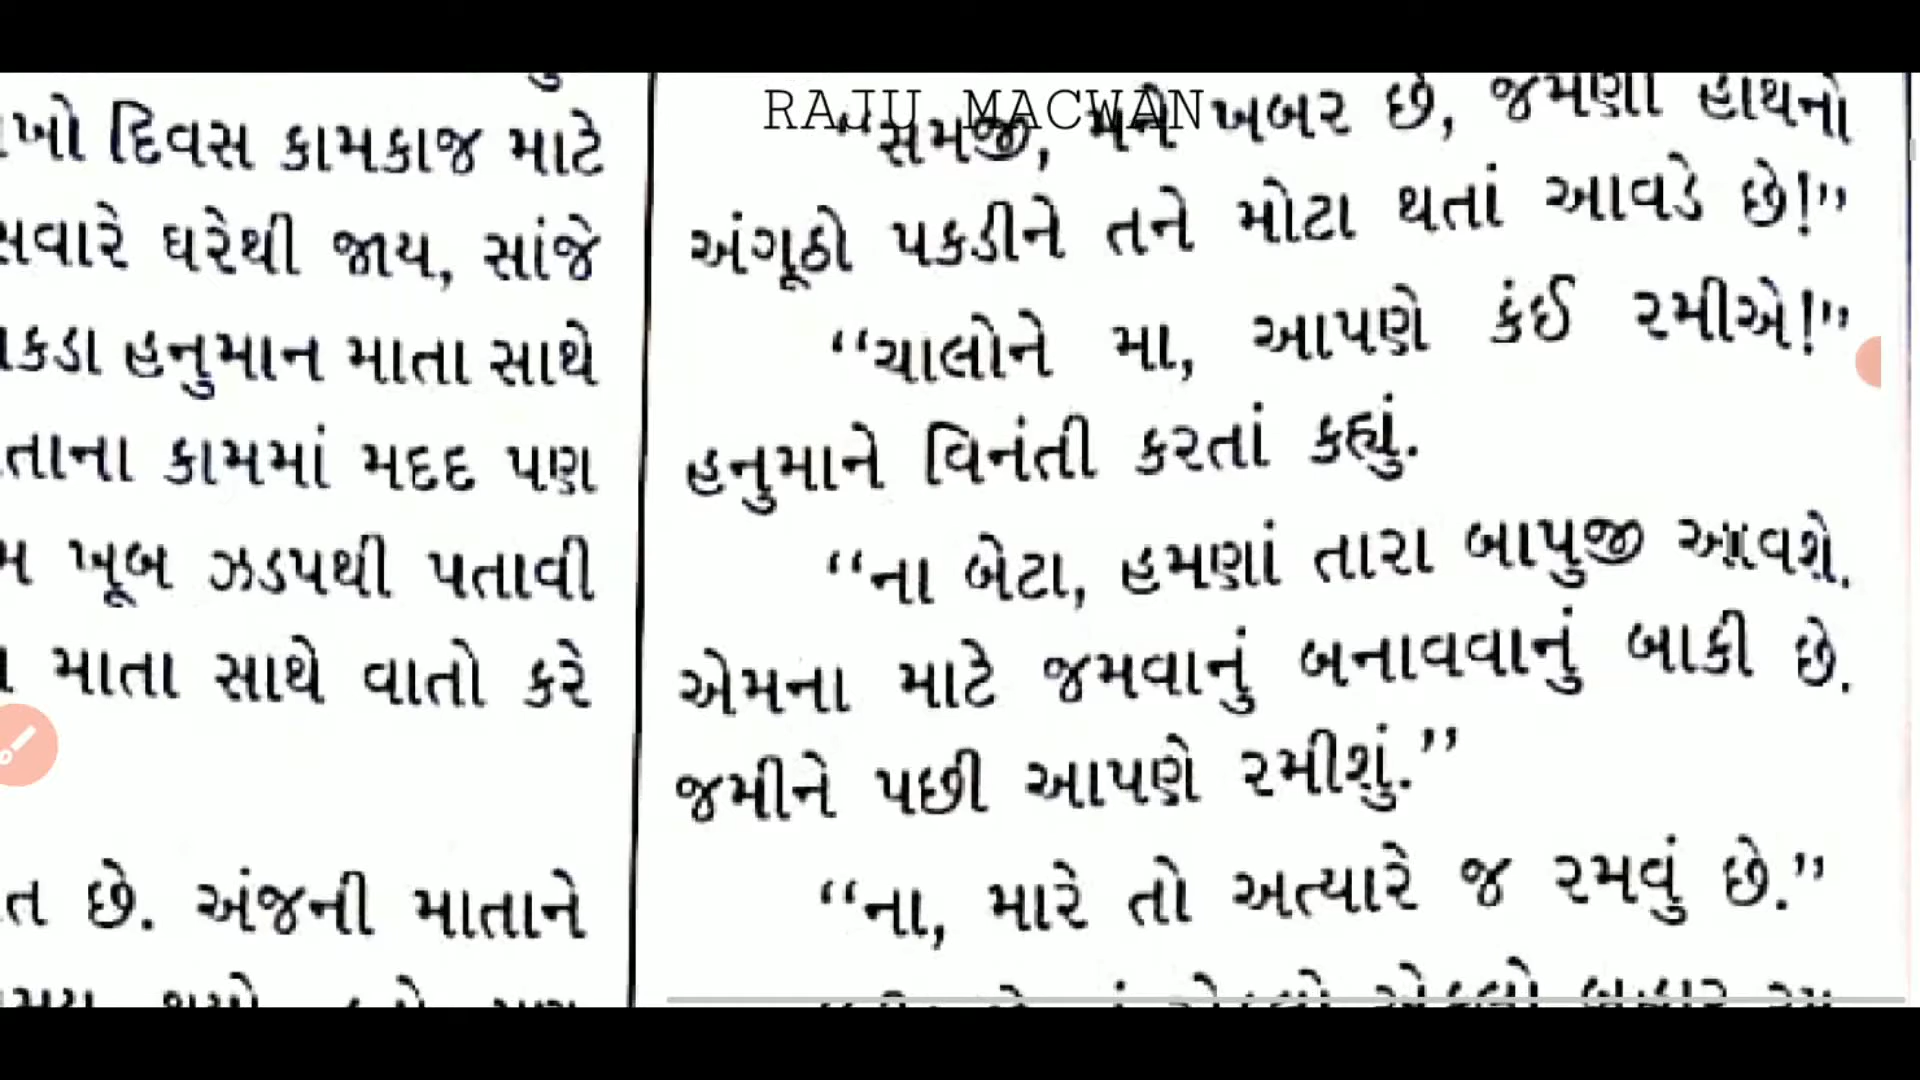 RAJU MACWAN
દિવસ કામકાજ માટે
સવારે ઘરેથી જાય, સાંજે
હનુમાન માતા સાથે
કામમાં મદદ પણ
ખૂબ ઝડપથી પતાવી
માતા સાથે વાતો કરે
છે. અંજની માતાને
“સમજી, મને ખબર છે, જમણા હાથનો
અંગૂઠો પકડીને તને મોટા થતાં આવડે છે!”
“ચાલોને મા, આપણે કંઈ રમીએ!”
હનુમાને વિનંતી કરતાં કહ્યું.
“ના બેટા, હમણાં તારા બાપુજી આવશે.
એમના માટે જમવાનું બનાવવાનું બાકી છે.
જમીને પછી આપણે રમીશું.”
“ના, મારે તો અત્યારે જ રમવું છે.”